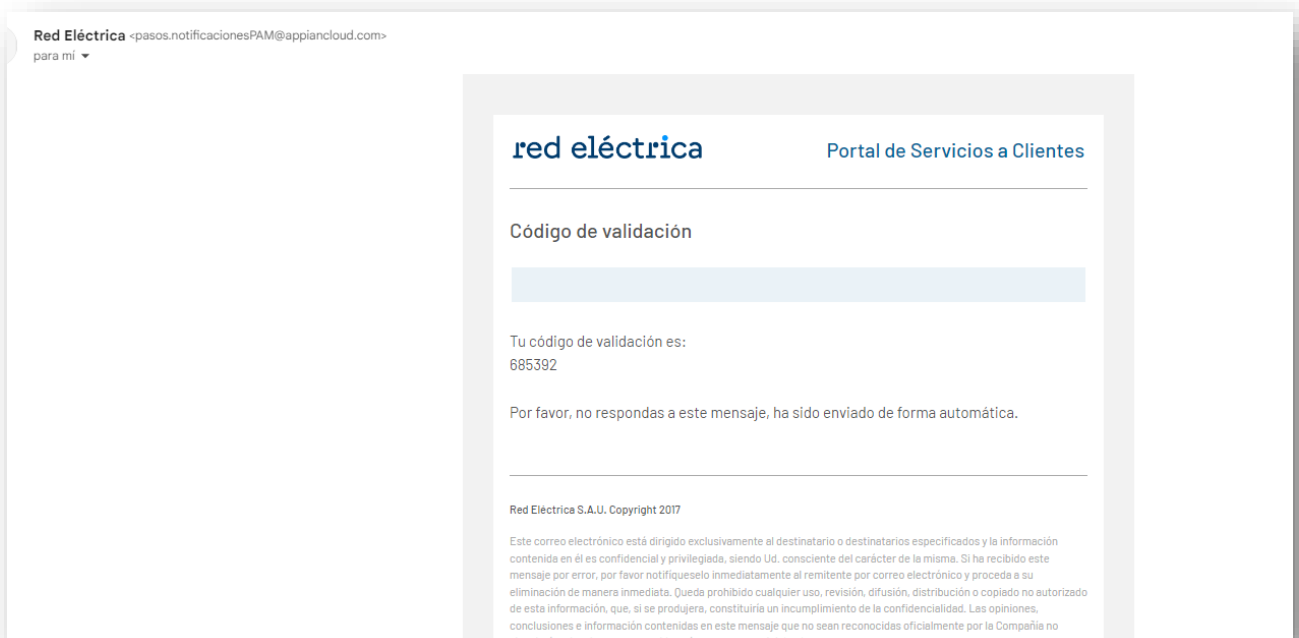 Red Eléctrica <pasos.notificacionesPAM@appiancloud.com>
para mí
red eléctrica
Portal de Servicios a Clientes
Código de validación
Tu código de validación es:
685392
Por favor, no respondas a este mensaje, ha sido enviado de forma automática.
Red Eléctrica S.A.U. Copyright 2017
Este correo electrónico está dirigido exclusivamente al destinatario o destinatarios especificados y la información
contenida en él es confidencial y privilegiada, siendo Ud. consciente del carácter de la misma. Si ha recibido este
mensaje por error, por favor notifíqueselo inmediatamente al remitente por correo electrónico y proceda a su
eliminación de manera inmediata. Queda prohibido cualquier uso, revisión, difusión, distribución o copiado no autorizado
de esta información, que, si se produjera, constituiría un incumplimiento de la confidencialidad. Las opiniones,
conclusiones e información contenidas en este mensaje que no sean reconocidas oficialmente por la Compañía no